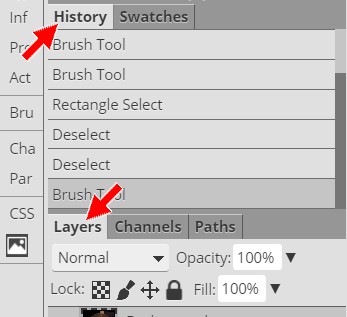 Inf
History Swatches
Brush Tool
Act
Brush Tool
Bru
Rectangle Select
Deselect
Cha
Deselect
Par
Brush Tool
CSS
Layers Channels Paths
Normal Opacity: 100%
Lock: Fill: 100%